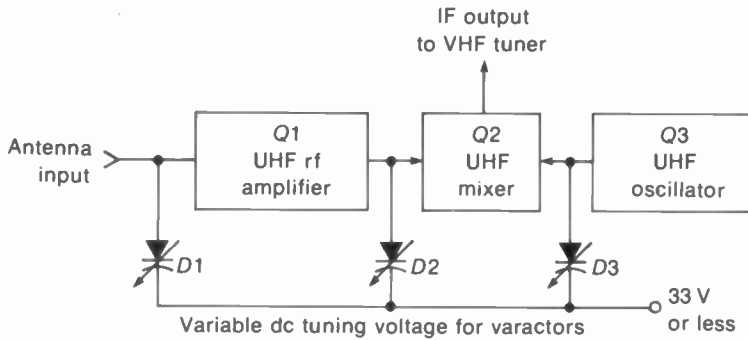 IF output
to VHF tuner
Antenna
input
Q1
UHF rf
amplifier
Q2
UHF
mixer
Q3
UHF
oscillator
D1
D2
D3
33 V
or less
Variable dc tuning voltage for varactors